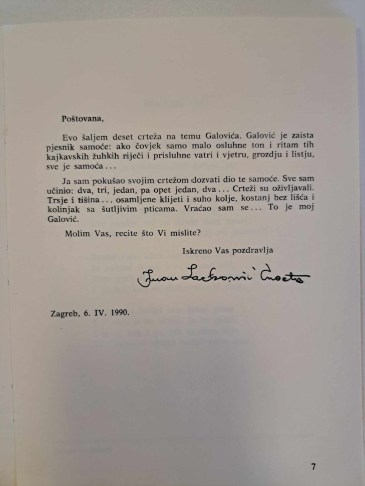 Poštovana,
Evo šaljem deset crteža na temu Galovića. Galović je zaista
pjesnik samoće: ako čovjek samo malo osluhne ton i ritam tih
kajkavskih žuhkih riječi i prisluhne vatri i vjetru, grozdju i listju,
sve je samoća...
Ja sam pokušao svojim crtežom dozvati dio te samoće. Sve sam
učinio: dva, tri, jedan, pa opet jedan, dva... Crteži su oživljavali.
Trsje i tišina... osamljene klijeti i suho kolje, kostanj bez lišća i
kolinjak sa šutljivim pticama. Vraćao sam se... To je moj
Galović.
Molim Vas, recite što Vi mislite?
Iskreno Vas pozdravlja
Ivan Lacković Croata
Zagreb, 6. IV. 1990.
7